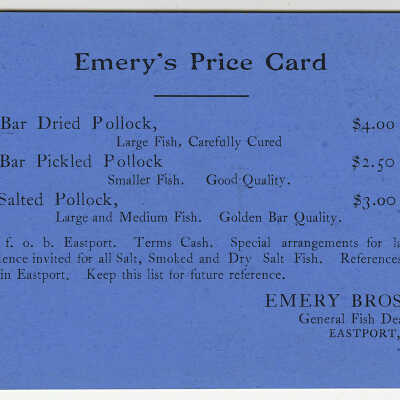 Emery's Price Card
Bar Dried Pollock, $4.00
Large Fish, Carefully Cured
Bar Pickled Pollock $2.50
Smaller Fish. Good Quality.
Salted Pollock, $3.00
Large and Medium Fish. Golden Bar Quality.
f. o. b. Eastport. Terms Cash. Special arrangements for la
ence invited for all Salt, Smoked and Dry Salt Fish. References
in Eastport. Keep this list for future reference.
EMERY BROS
General Fish Dea
EASTPORT,